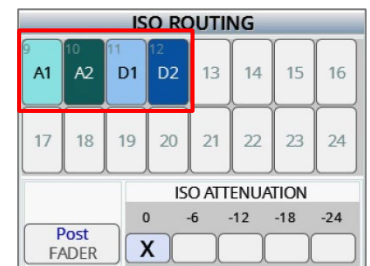 ISO ROUTING
9 10 11 12
A1 A2 D1 D2 13 14 15 16
17 18 19 20 21 22 23 24
ISO ATTENUATION
0 -6 -12 -18 -24
Post
FADER X